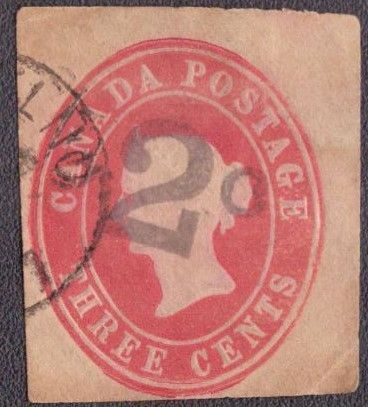 CANADA POSTAGE
2c
THREE CENTS